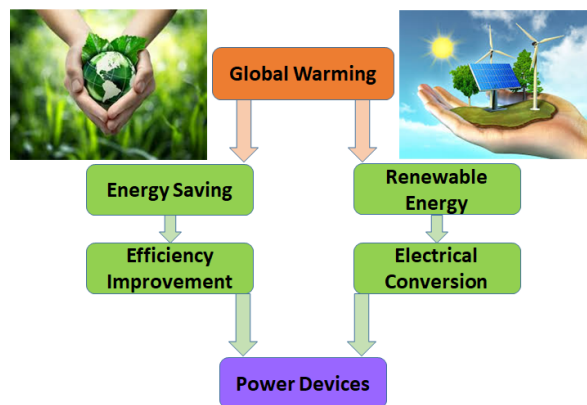 Global Warming
Energy Saving
Renewable
Energy
Efficiency
Improvement
Electrical
Conversion
Power Devices